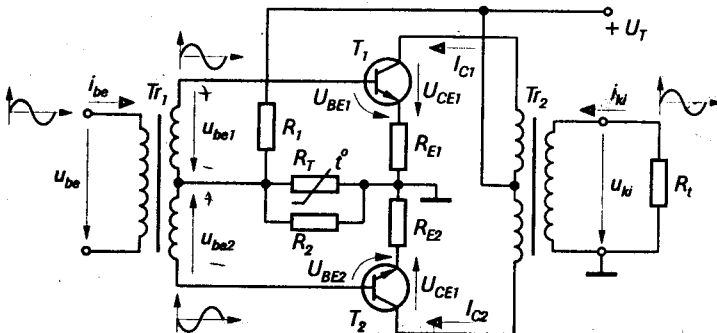 + U_T
T_1
I_C1
i_be
Tr_1
U_BE1
U_CE1
Tr_2
i_ki
+
u_be1
R_1
R_E1
−
R_T
t°
u_be
u_ki
R_t
+
R_2
R_E2
u_be2
−
U_BE2
U_CE1
I_C2
T_2